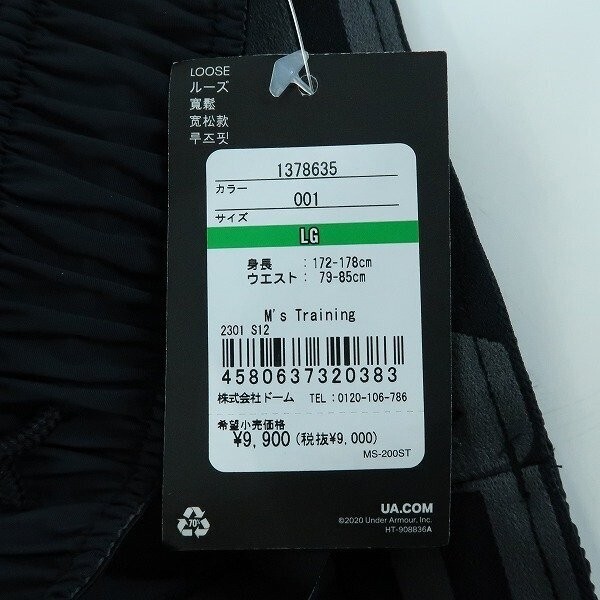 LOOSE
ルーズ
寬鬆
宽松款
루즈핏
1378635
カラー
001
サイズ
LG
身長 :172-178cm
ウエスト: 79-85cm
M's Training
2301 S12
4580637320383
株式会社ドーム TEL:0120-106-786
希望小売価格
¥9,900(税抜¥9,000)
MS-200ST
70%
UA.COM
©2020 Under Armour, Inc.
HT-908B36A